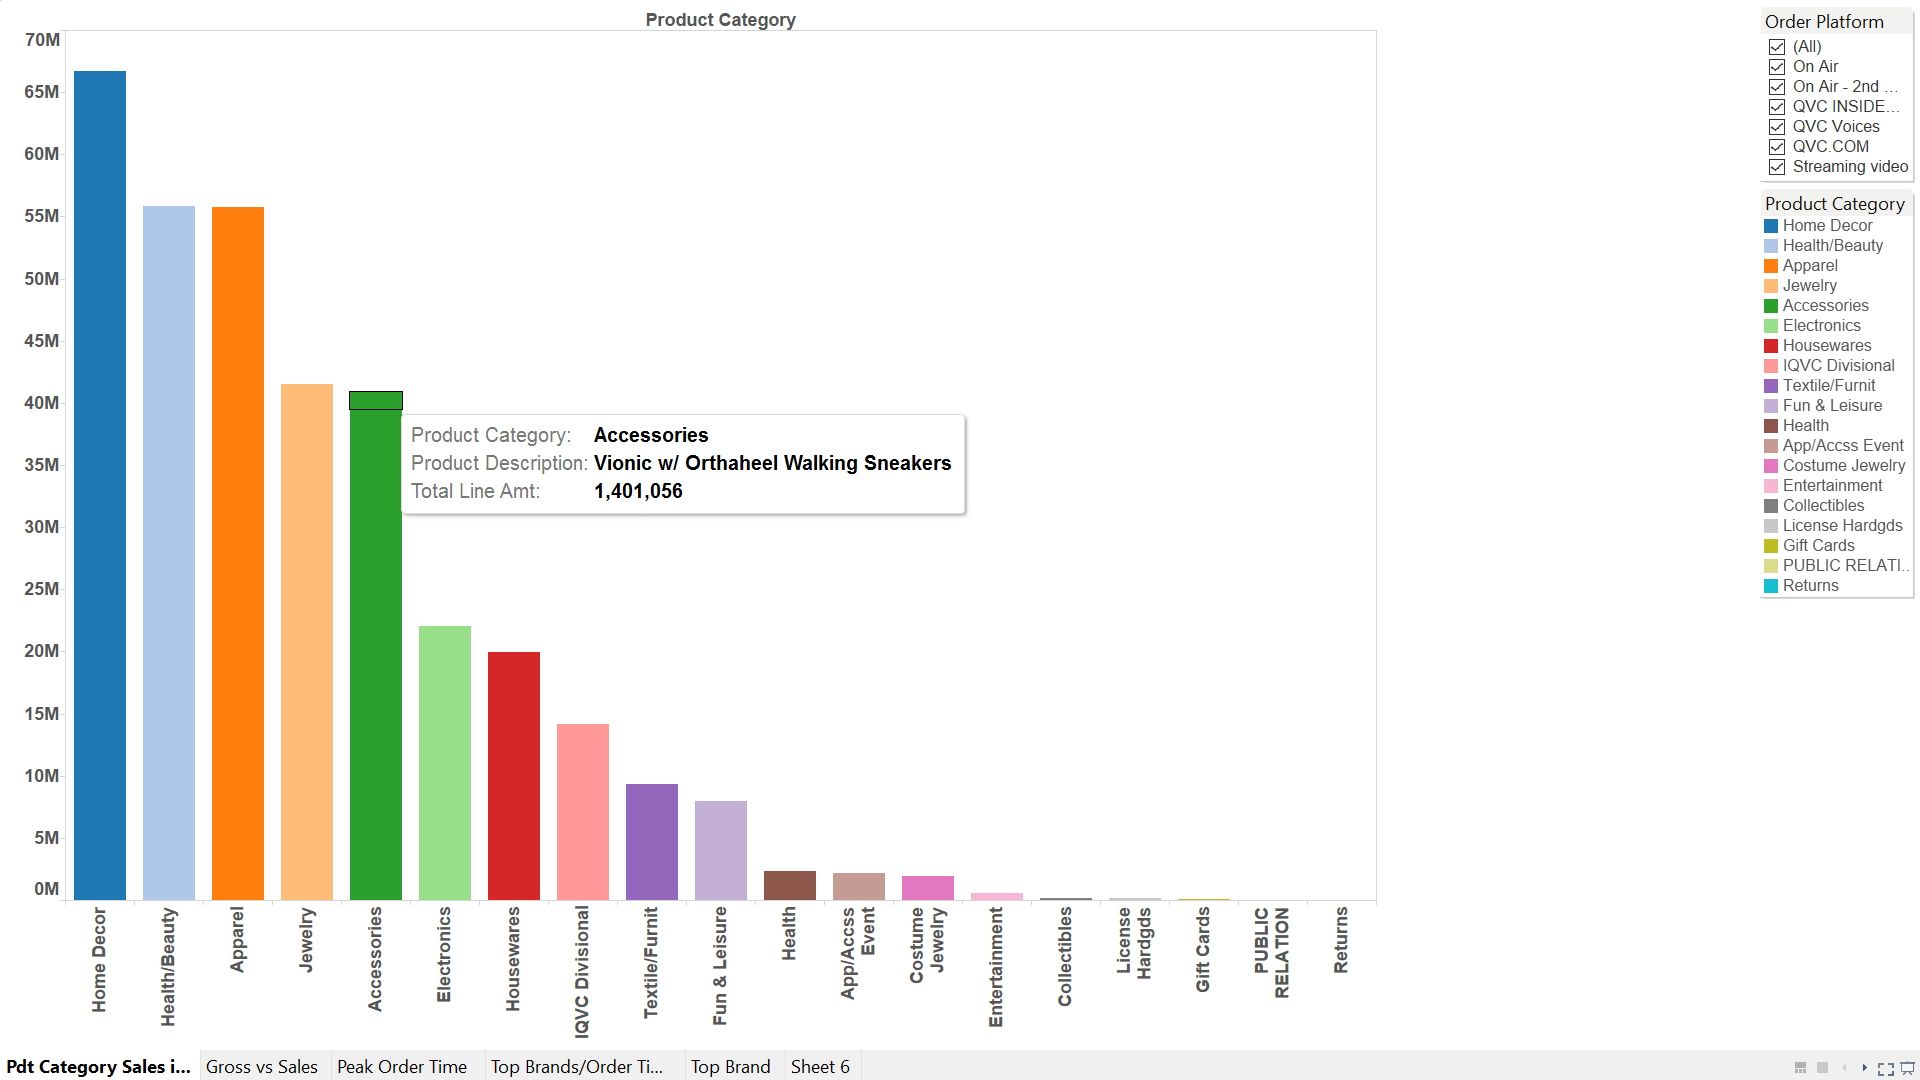 Product Category
70M
65M
60M
55M
50M
45M
40M
35M
30M
25M
20M
15M
10M
5M
0M
Product Category: Accessories
Product Description: Vionic w/ Orthaheel Walking Sneakers
Total Line Amt: 1,401,056
Home Decor
Health/Beauty
Apparel
Jewelry
Accessories
Electronics
Housewares
IQVC Divisional
Textile/Furnit
Fun & Leisure
Health
App/Accss
Event
Costume
Jewelry
Entertainment
Collectibles
License
Hardgds
Gift Cards
PUBLIC
RELATION
Returns
Order Platform
(All)
On Air
On Air - 2nd ...
QVC INSIDE...
QVC Voices
QVC.COM
Streaming video
Product Category
Home Decor
Health/Beauty
Apparel
Jewelry
Accessories
Electronics
Housewares
IQVC Divisional
Textile/Furnit
Fun & Leisure
Health
App/Accss Event
Costume Jewelry
Entertainment
Collectibles
License Hardgds
Gift Cards
PUBLIC RELATI..
Returns
Pdt Category Sales i... Gross vs Sales Peak Order Time Top Brands/Order Ti... Top Brand Sheet 6